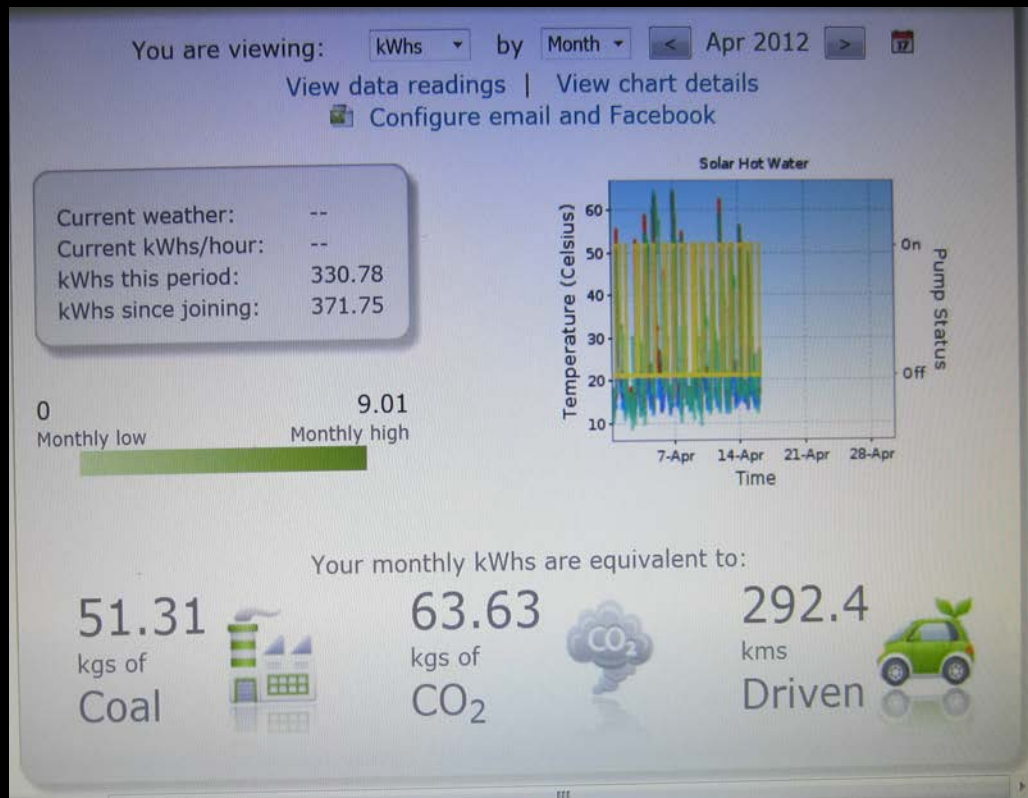 You are viewing: kWhs by Month < Apr 2012 > 17
View data readings | View chart details
Configure email and Facebook
Current weather: --
Current kWhs/hour: --
kWhs this period: 330.78
kWhs since joining: 371.75
0 9.01
Monthly low Monthly high
Solar Hot Water
Temperature (Celsius)
60
50
40
30
20
10
On
Off
Pump Status
7-Apr 14-Apr 21-Apr 28-Apr
Time
Your monthly kWhs are equivalent to:
51.31
kgs of
Coal
63.63
kgs of
CO2
CO2
292.4
kms
Driven